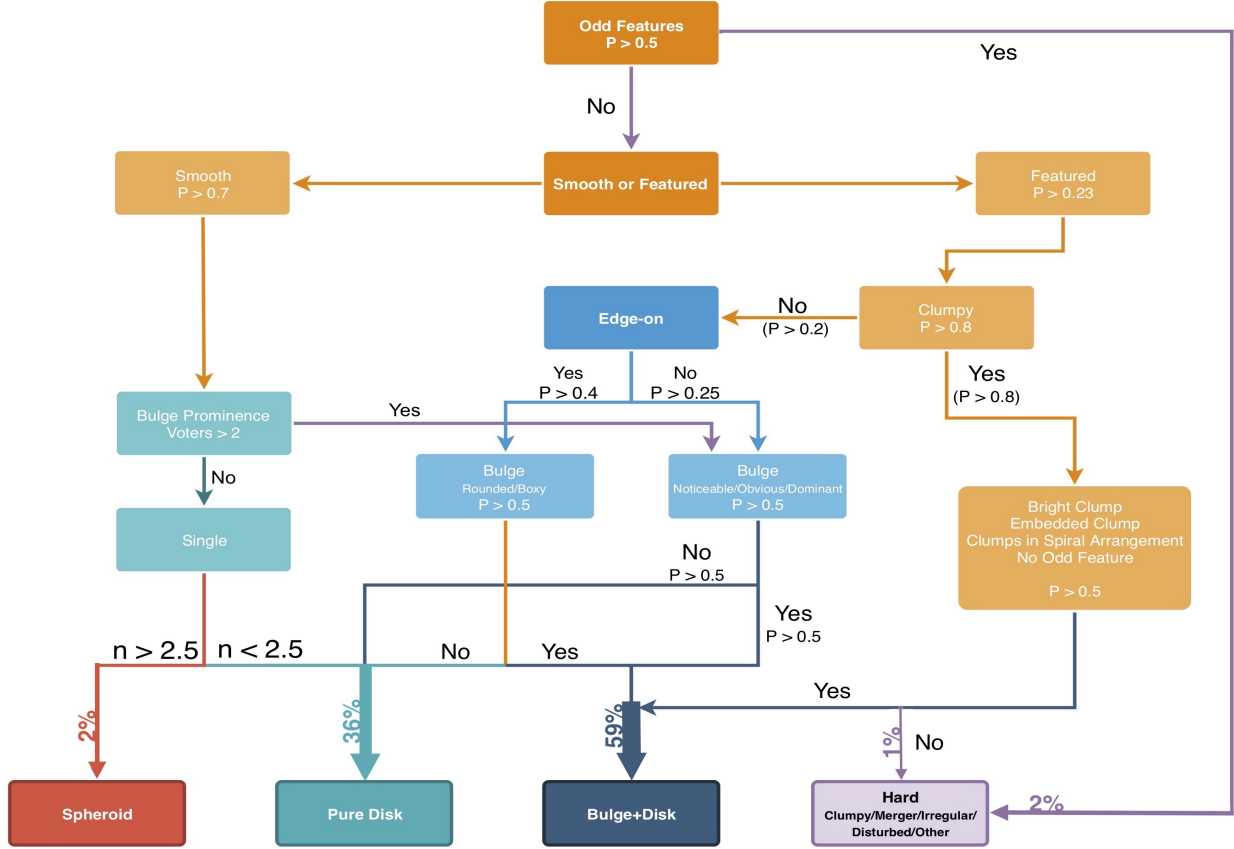 Odd Features
P > 0.5
Yes
No
Smooth
P > 0.7
Smooth or Featured
Featured
P > 0.23
Edge-on
No
(P > 0.2)
Clumpy
P > 0.8
Yes
P > 0.4
No
P > 0.25
Yes
(P > 0.8)
Bulge Prominence
Voters > 2
Yes
No
Bulge
Rounded/Boxy
P > 0.5
Bulge
Noticeable/Obvious/Dominant
P > 0.5
Single
Bright Clump
Embedded Clump
Clumps in Spiral Arrangement
No Odd Feature
P > 0.5
No
P > 0.5
Yes
P > 0.5
n > 2.5
n < 2.5
No
Yes
Yes
2%
36%
59%
1%
No
2%
Spheroid
Pure Disk
Bulge+Disk
Hard
Clumpy/Merger/Irregular/
Disturbed/Other